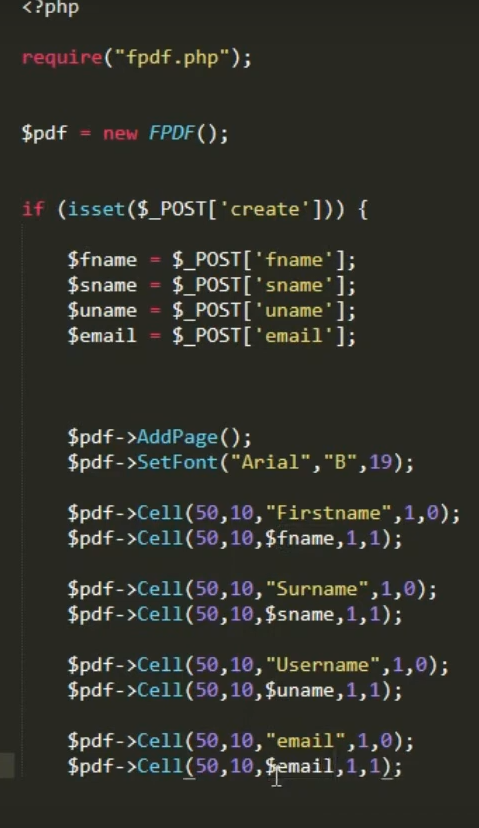 <?php
require("fpdf.php");
$pdf = new FPDF();
if (isset($_POST['create'])) {
$fname = $_POST['fname'];
$sname = $_POST['sname'];
$uname = $_POST['uname'];
$email = $_POST['email'];
$pdf->AddPage();
$pdf->SetFont("Arial","B",19);
$pdf->Cell(50,10,"Firstname",1,0);
$pdf->Cell(50,10,$fname,1,1);
$pdf->Cell(50,10,"Surname",1,0);
$pdf->Cell(50,10,$sname,1,1);
$pdf->Cell(50,10,"Username",1,0);
$pdf->Cell(50,10,$uname,1,1);
$pdf->Cell(50,10,"email",1,0);
$pdf->Cell(50,10,$email,1,1);